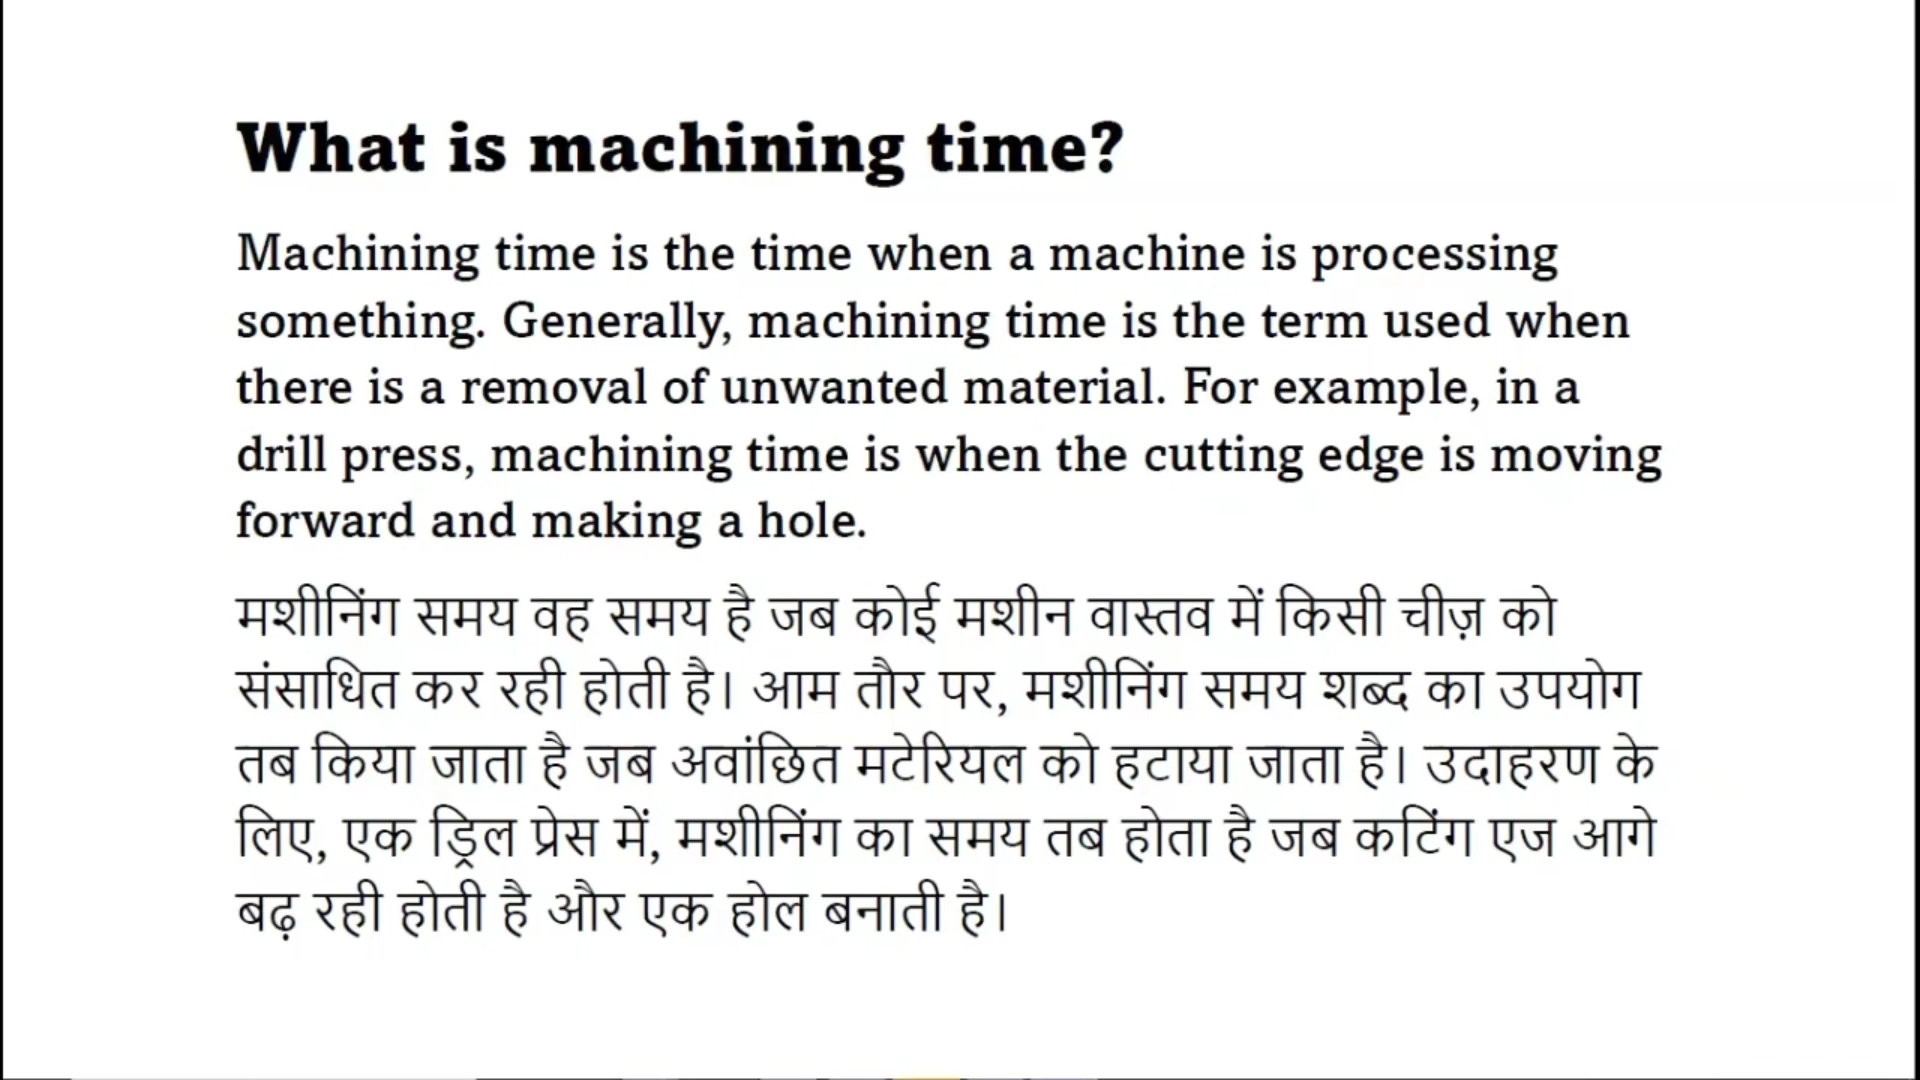 What is machining time?
Machining time is the time when a machine is processing
something. Generally, machining time is the term used when
there is a removal of unwanted material. For example, in a
drill press, machining time is when the cutting edge is moving
forward and making a hole.
मशीनिंग समय वह समय है जब कोई मशीन वास्तव में किसी चीज़ को
संसाधित कर रही होती है। आम तौर पर, मशीनिंग समय शब्द का उपयोग
तब किया जाता है जब अवांछित मटेरियल को हटाया जाता है। उदाहरण के
लिए, एक ड्रिल प्रेस में, मशीनिंग का समय तब होता है जब कटिंग एज आगे
बढ़ रही होती है और एक होल बनाती है।